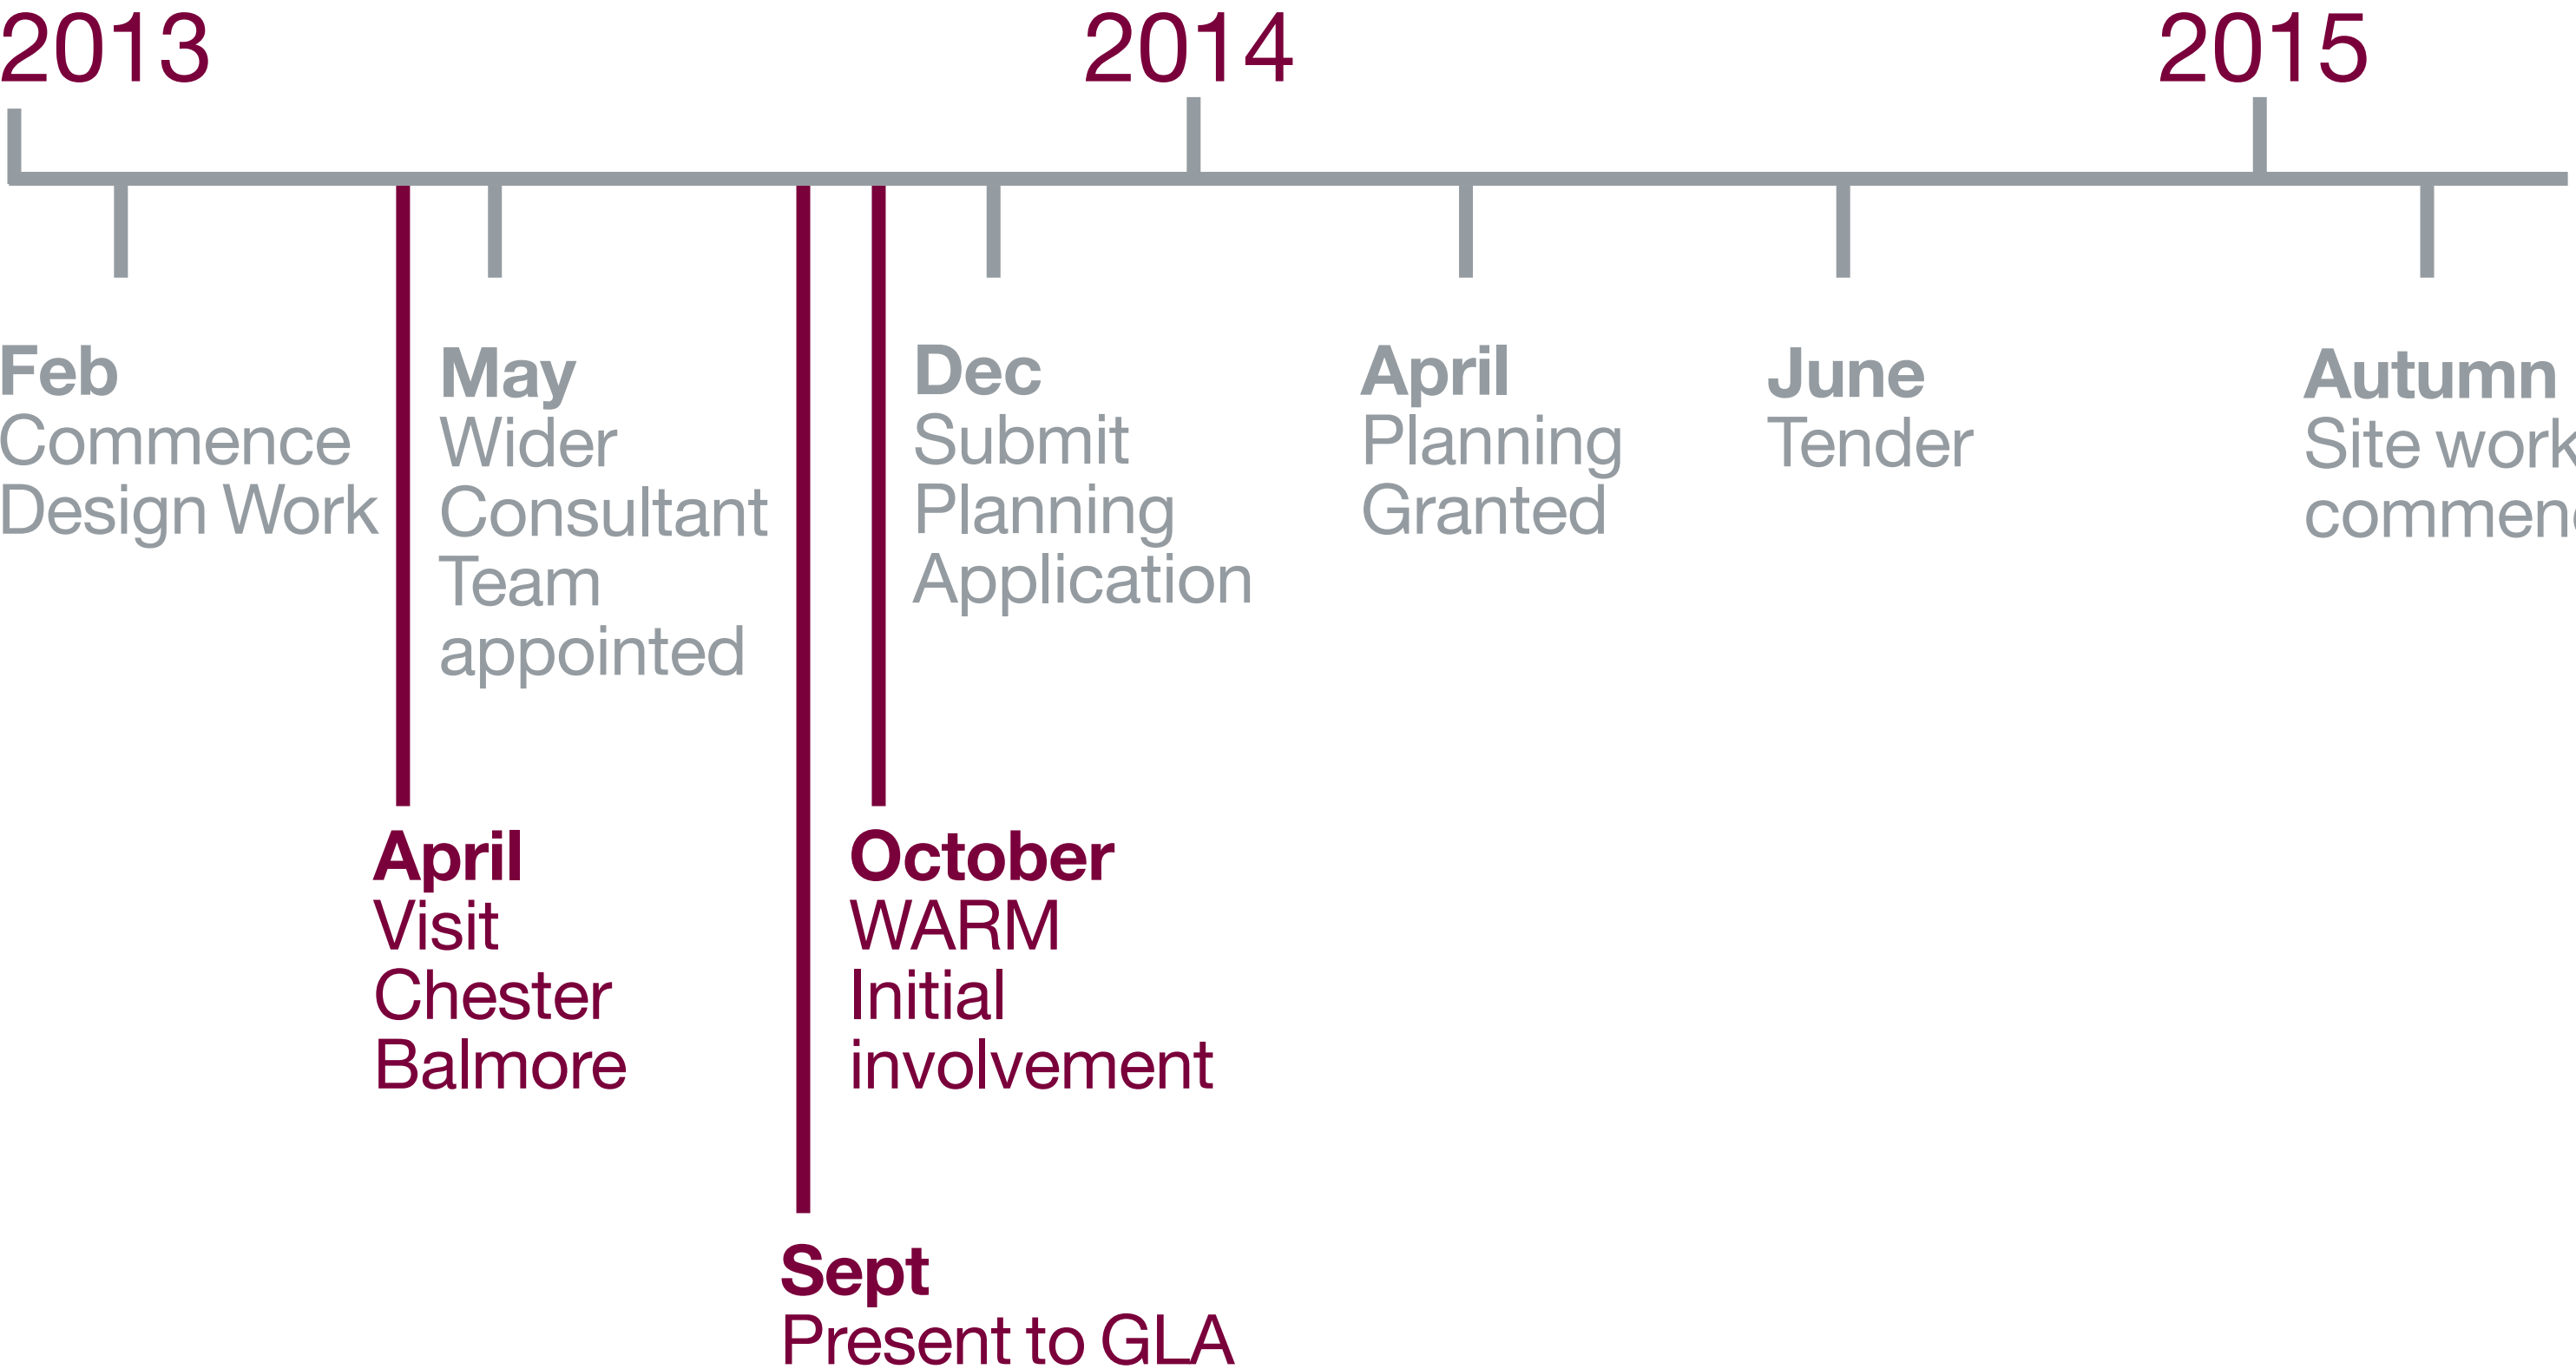 2013
2014
2015
Feb
Commence
Design Work
May
Wider
Consultant
Team
appointed
Dec
Submit
Planning
Application
April
Planning
Granted
June
Tender
Autumn
Site
April
Visit
Chester
Balmore
October
WARM
Initial
involvement
Sept
Present to GLA